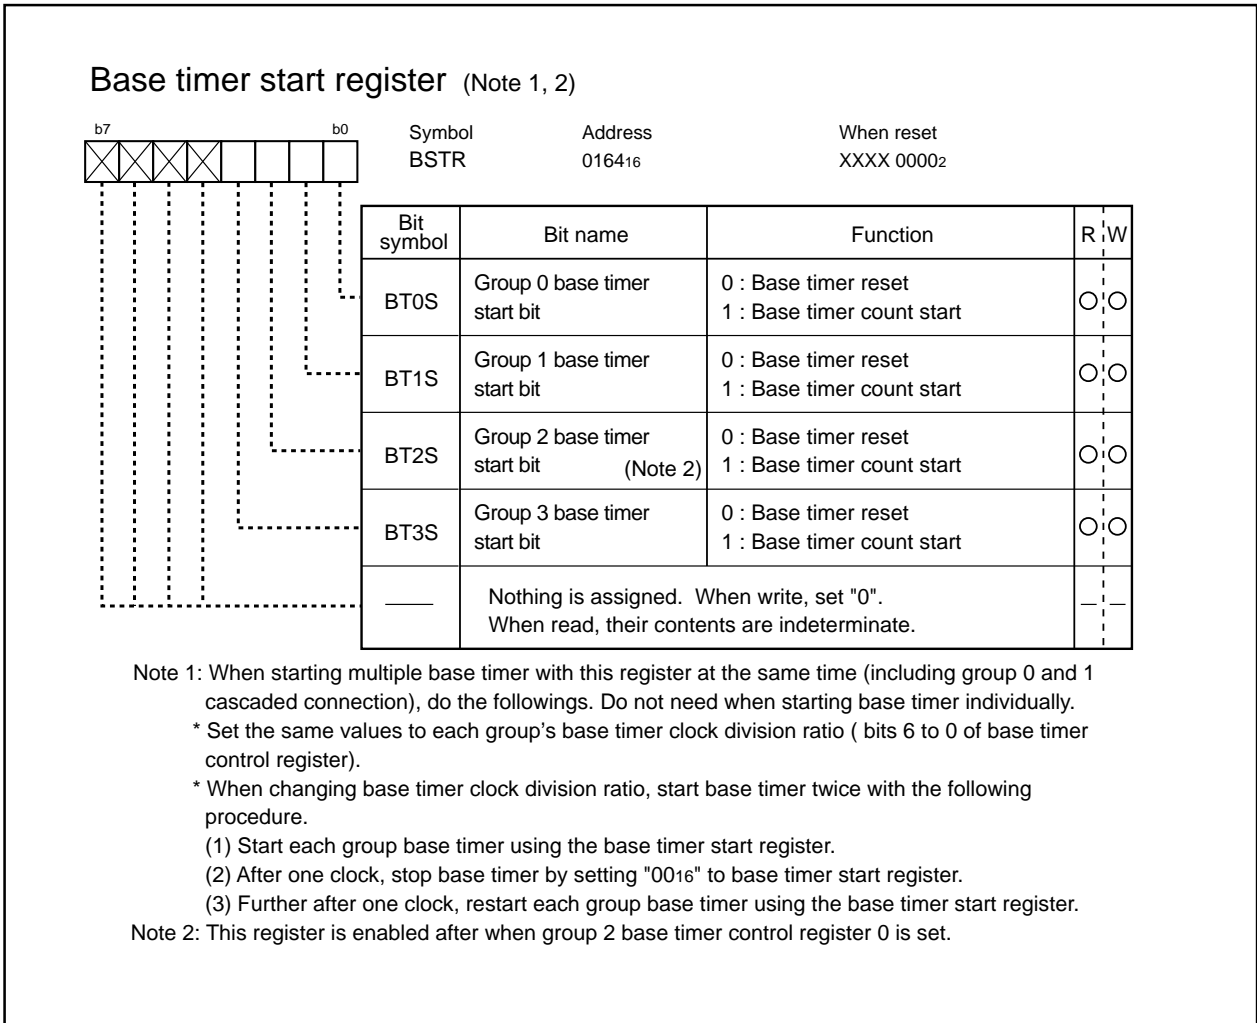 Base timer start register (Note 1, 2)
b7 b0 Symbol Address When reset
BSTR 016416 XXXX 00002
Bit symbol Bit name Function R W
BT0S Group 0 base timer start bit 0 : Base timer reset
1 : Base timer count start
BT1S Group 1 base timer start bit 0 : Base timer reset
1 : Base timer count start
BT2S Group 2 base timer start bit (Note 2) 0 : Base timer reset
1 : Base timer count start
BT3S Group 3 base timer start bit 0 : Base timer reset
1 : Base timer count start
Nothing is assigned. When write, set "0".
When read, their contents are indeterminate.
Note 1: When starting multiple base timer with this register at the same time (including group 0 and 1
cascaded connection), do the followings. Do not need when starting base timer individually.
* Set the same values to each group's base timer clock division ratio ( bits 6 to 0 of base timer
control register).
* When changing base timer clock division ratio, start base timer twice with the following
procedure.
(1) Start each group base timer using the base timer start register.
(2) After one clock, stop base timer by setting "0016" to base timer start register.
(3) Further after one clock, restart each group base timer using the base timer start register.
Note 2: This register is enabled after when group 2 base timer control register 0 is set.